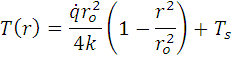 T(r) = \frac{\dot{q}r_o^2}{4k}\left(1 - \frac{r^2}{r_o^2}\right) + T_s